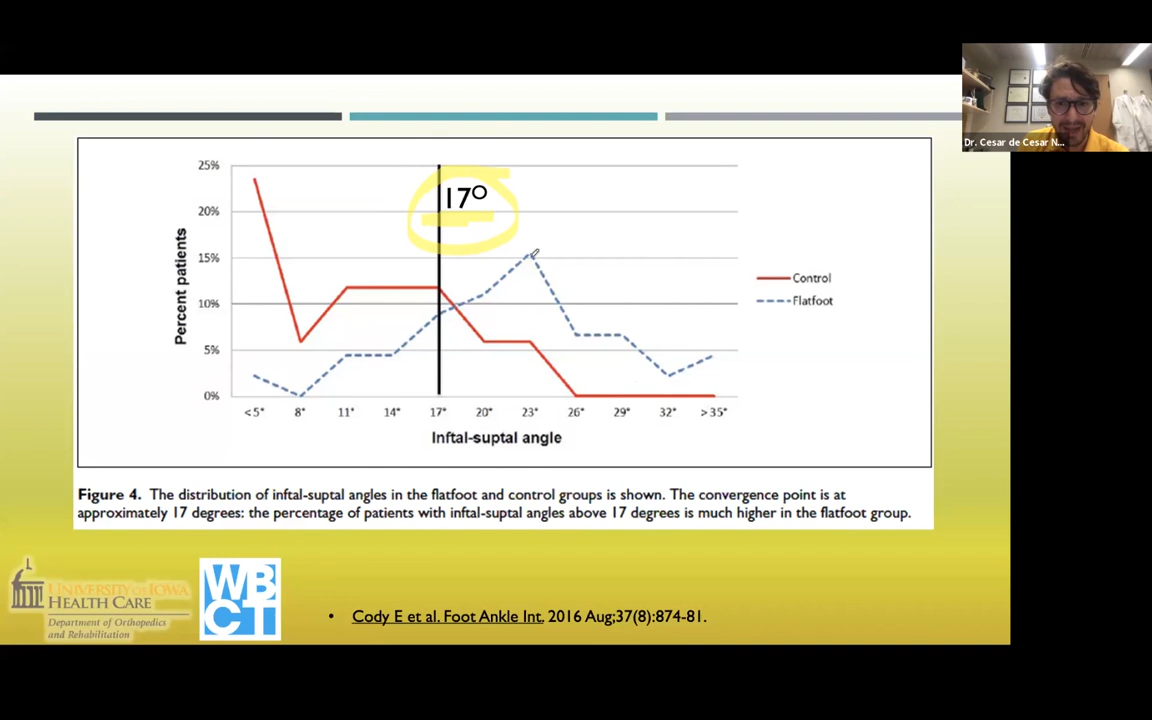 Dr. Cesar de Cesar N...
25%
20%
15%
10%
5%
0%
Percent patients
17°
<5° 8° 11° 14° 17° 20° 23° 26° 29° 32° >35°
Inftal-suptal angle
Control
Flatfoot
Figure 4. The distribution of inftal-suptal angles in the flatfoot and control groups is shown. The convergence point is at
approximately 17 degrees: the percentage of patients with inftal-suptal angles above 17 degrees is much higher in the flatfoot group.
UNIVERSITY OF IOWA
HEALTH CARE
Department of Orthopedics
and Rehabilitation
WB
CT
• Cody E et al. Foot Ankle Int. 2016 Aug;37(8):874-81.